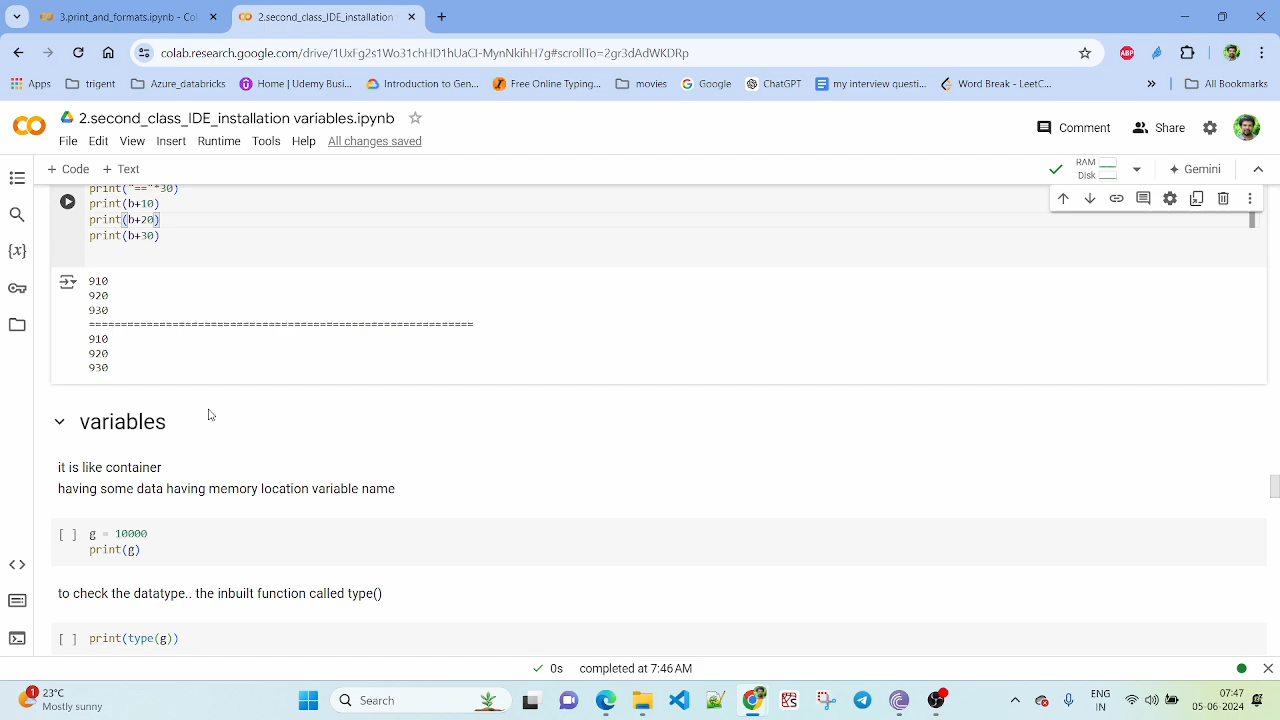 3.print_and_formats.ipynb - Col
2.second_class_IDE_installation
colab.research.google.com/drive/1UxFg2s1Wo31chHD1hUaCI-MynNkihH7g#scrollTo=2gr3dAdWKDRp
ABP
Apps
trigent
Azure_databricks
Home | Udemy Busi...
Introduction to Gen...
Free Online Typing...
movies
Google
ChatGPT
my interview questi...
Word Break - LeetC...
All Bookmarks
2.second_class_IDE_installation variables.ipynb
Comment
Share
File Edit View Insert Runtime Tools Help All changes saved
+ Code + Text
RAM
Disk
Gemini
print("=="*30)
print(b+10)
print(b+20)
print(b+30)
910
920
930
============================================================
910
920
930
variables
it is like container
having some data having memory location variable name
[ ] g = 10000
print(g)
to check the datatype.. the inbuilt function called type()
[ ] print(type(g))
0s completed at 7:46 AM
1
23°C
Mostly sunny
Search
ENG
IN
07:47
05-06-2024